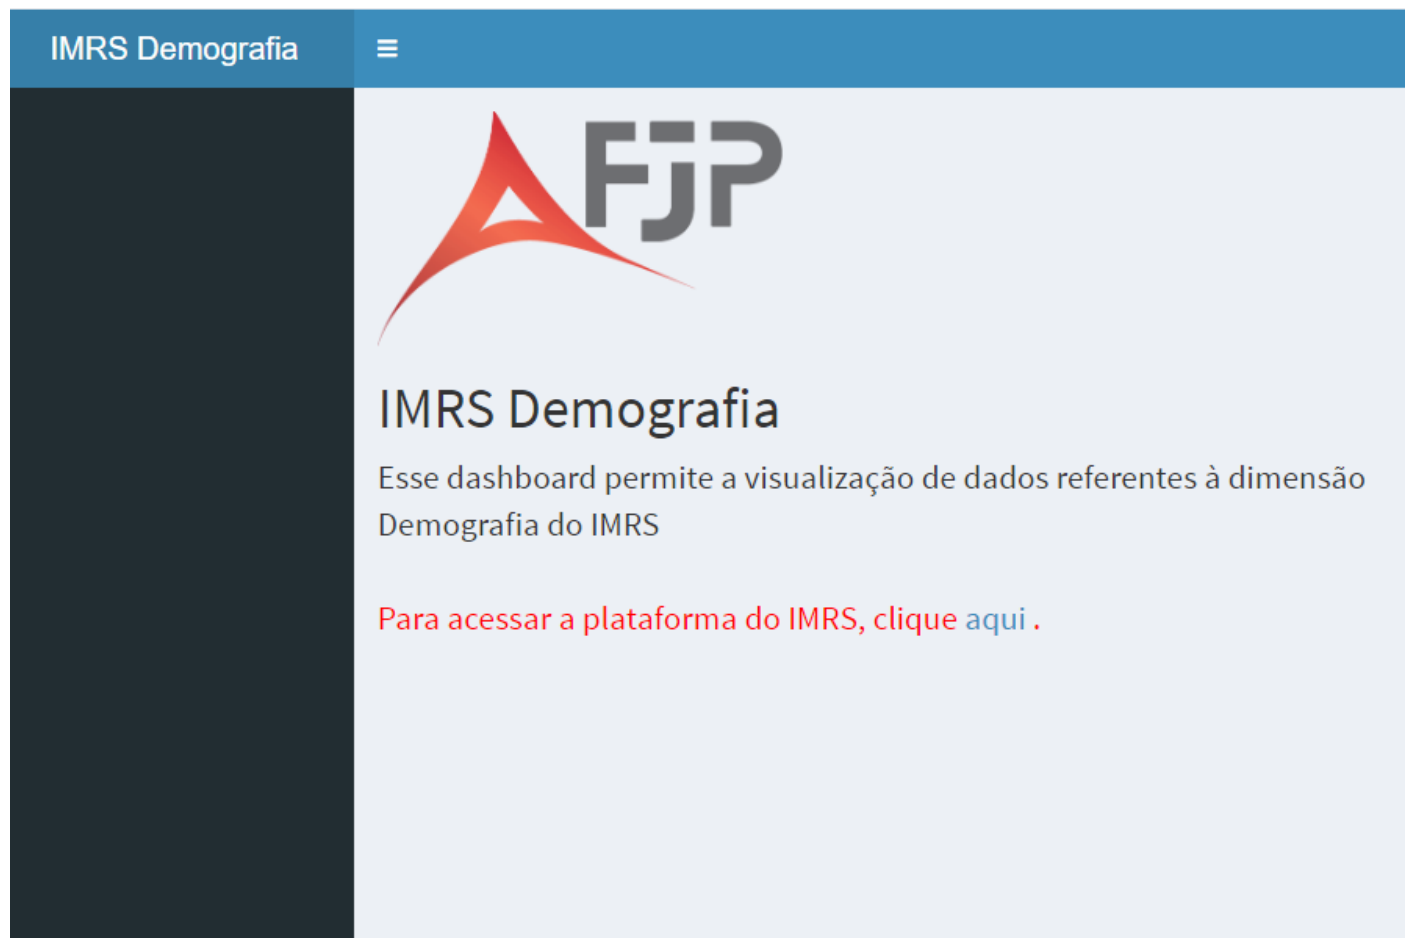 IMRS Demografia
FJP
IMRS Demografia
Esse dashboard permite a visualização de dados referentes à dimensão
Demografia do IMRS
Para acessar a plataforma do IMRS, clique aqui .